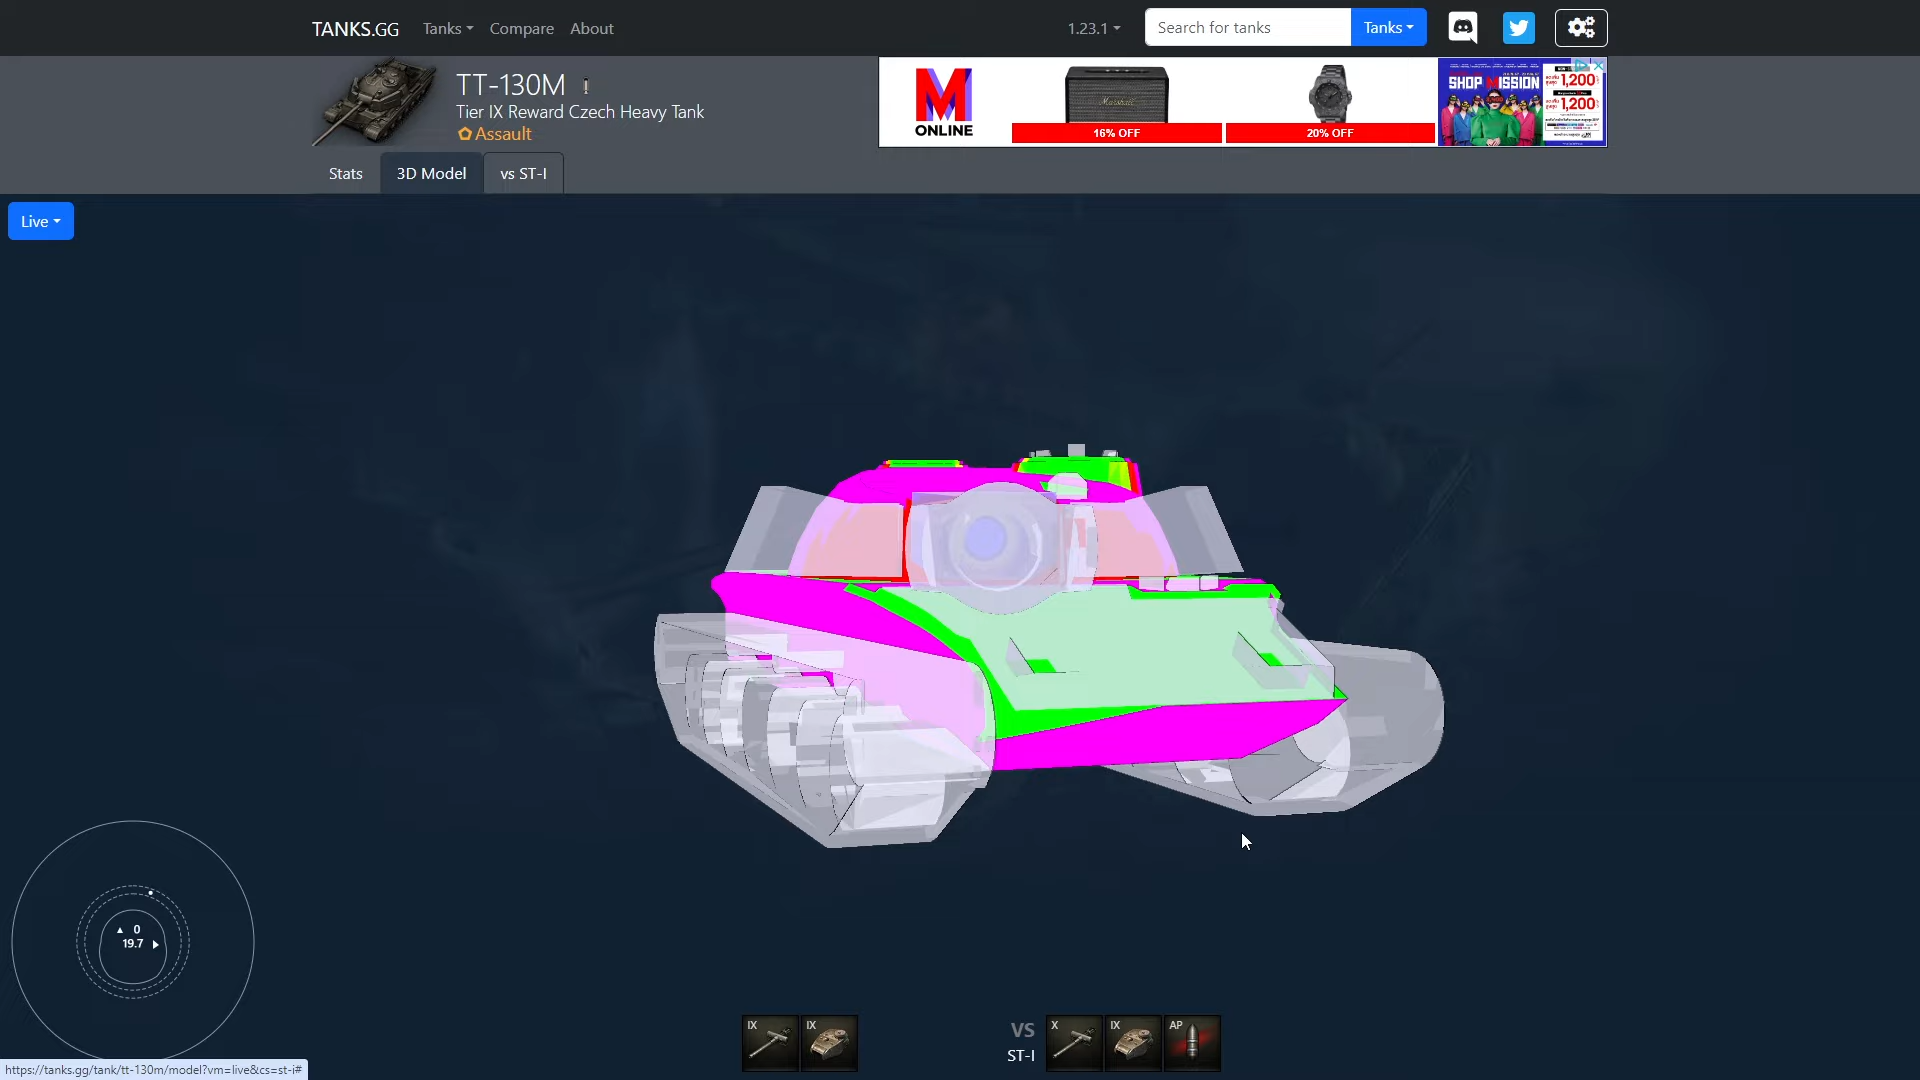 TANKS.GG Tanks Compare About 1.23.1 Search for tanks Tanks
TT-130M
Tier IX Reward Czech Heavy Tank
Assault
M
ONLINE
Marshall
16% OFF
20% OFF
SHOP MISSION
1,200
1,200
Stats 3D Model vs ST-I
Live
0
19.7
IX IX
VS
ST-I
X IX AP
https://tanks.gg/tank/tt-130m/model?vm=live&cs=st-i#